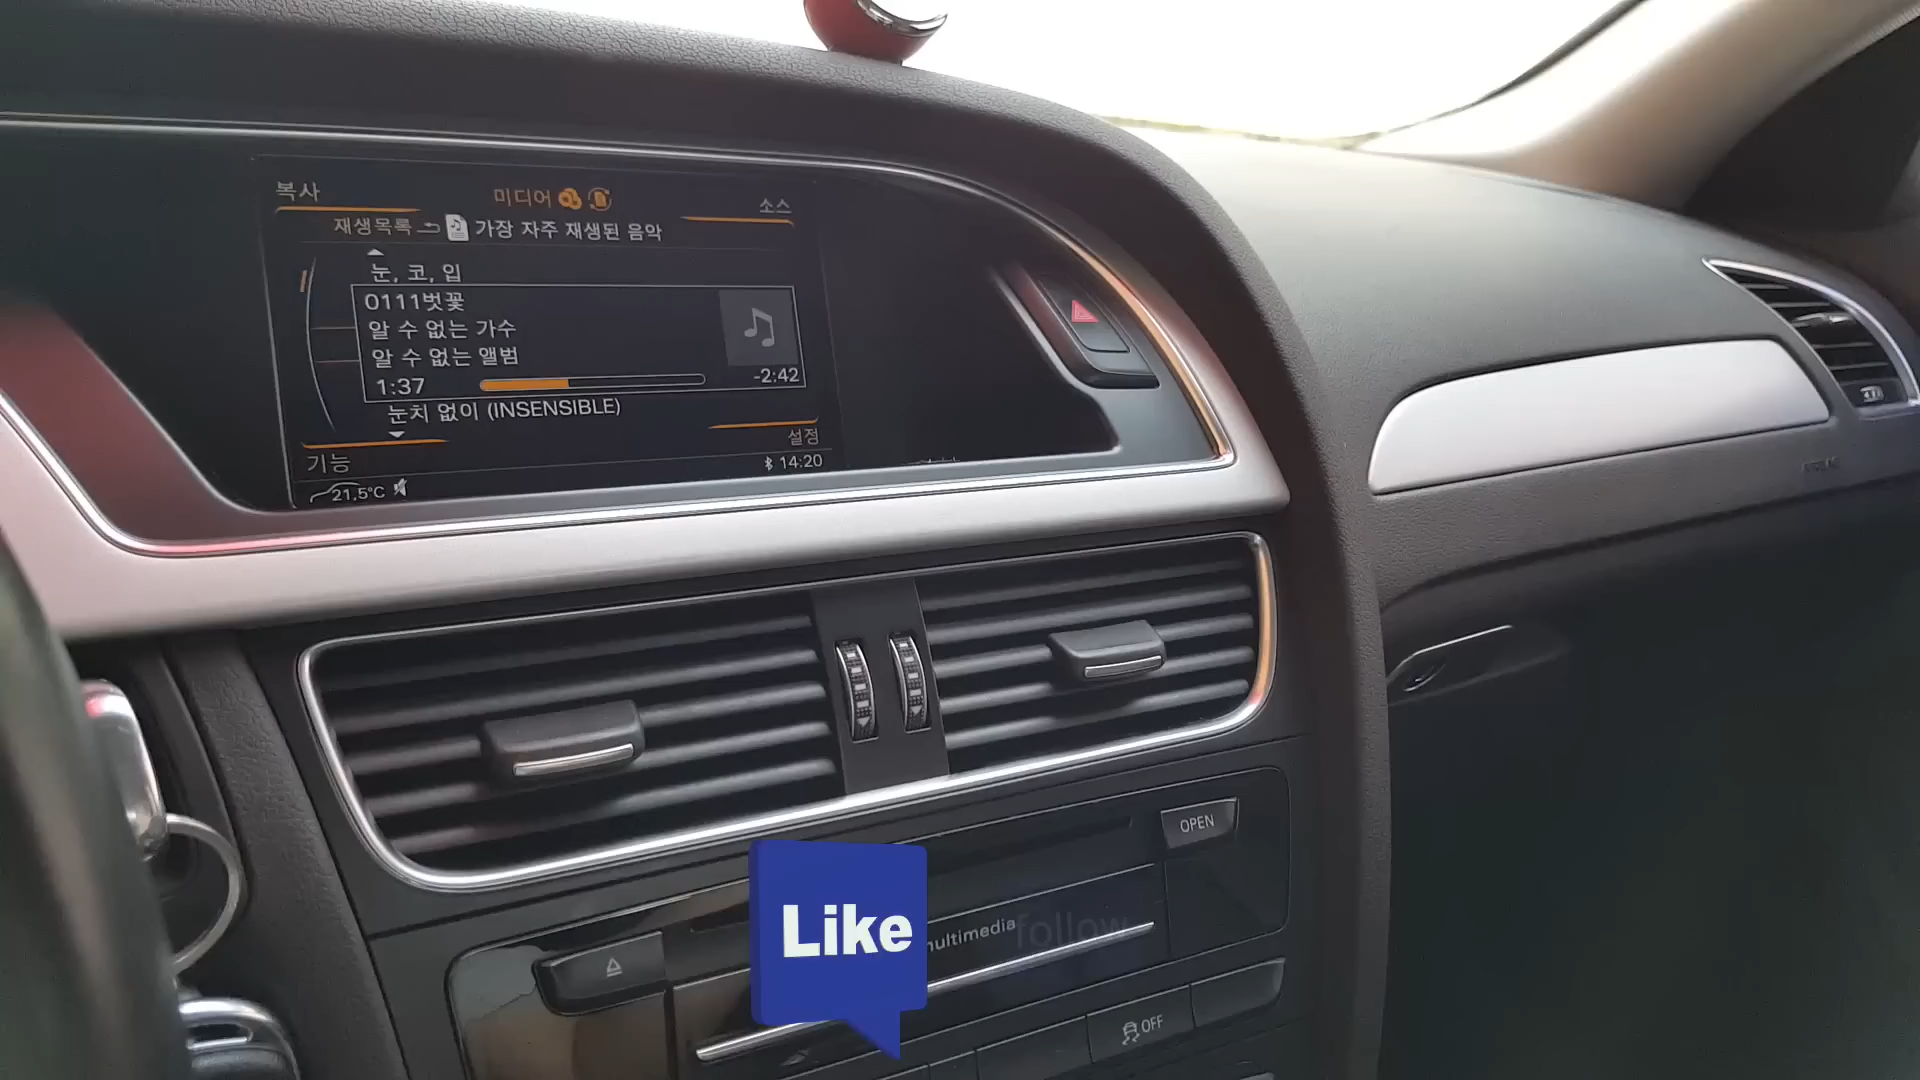 복사
미디어
소스
재생목록 가장 자주 재생된 음악
눈, 코, 입
0111벚꽃
알 수 없는 가수
알 수 없는 앨범
1:37
-2:42
눈치 없이 (INSENSIBLE)
설정
기능
14:20
21,5°C
OPEN
Like
multimedia
follow
OFF